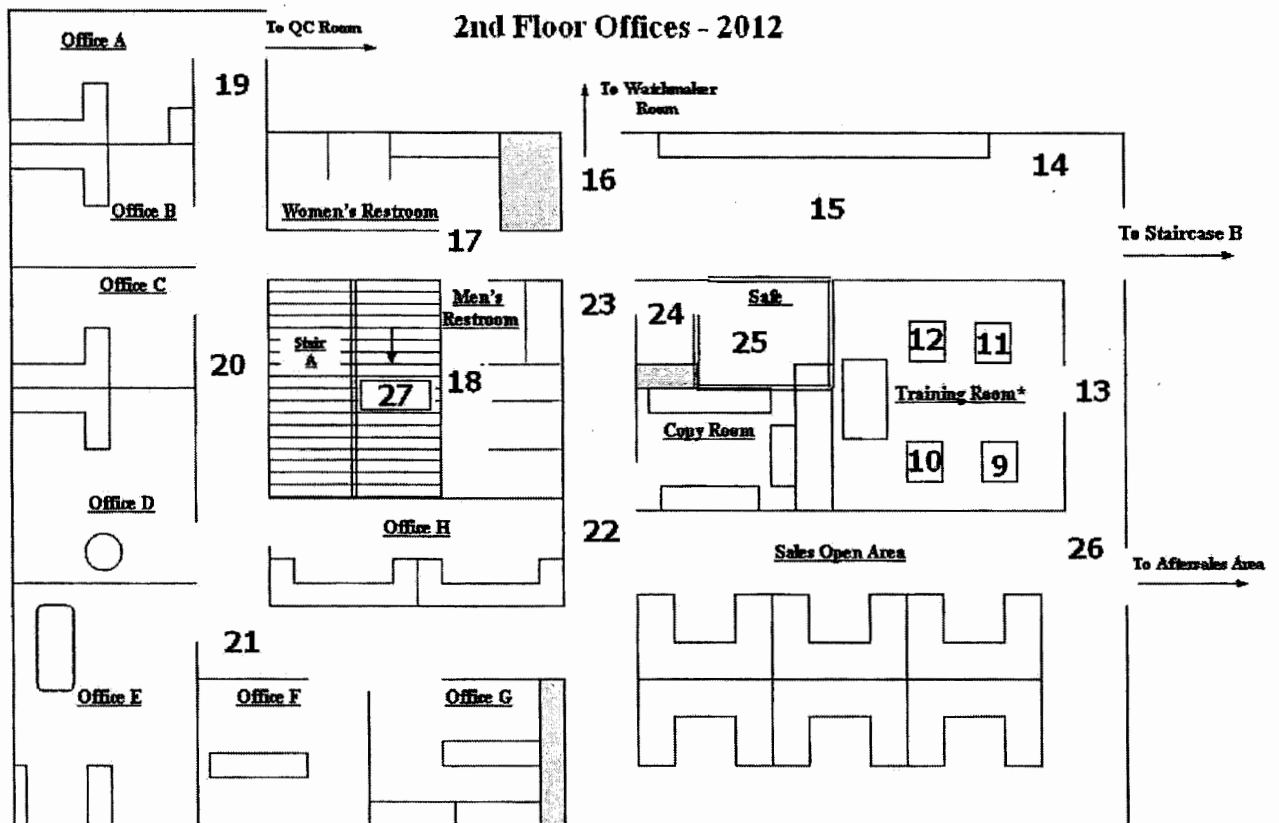 2nd Floor Offices - 2012
To QC Room
Office A
19
To Watchmaker
Room
16
14
15
Office B
Women's Restroom
17
To Staircase B
Office C
Men's
Restroom
23
24
Safe
25
12
11
Stair
A
20
18
27
Training Room*
13
Copy Room
10
9
Office D
Office H
22
Sales Open Area
26
To Aftersales Area
21
Office E
Office F
Office G